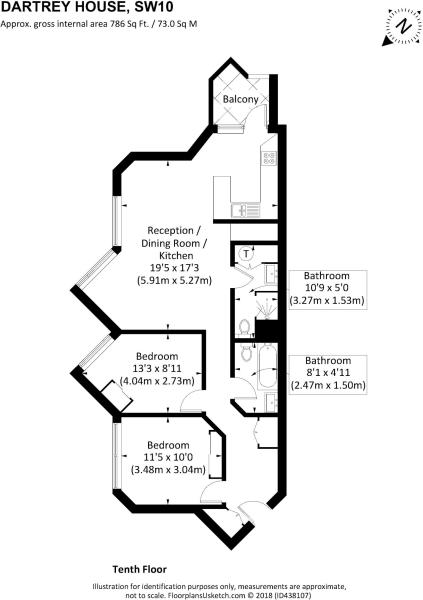 DARTREY HOUSE, SW10
Approx. gross internal area 786 Sq Ft. / 73.0 Sq M
N
Balcony
Reception /
Dining Room /
Kitchen
19'5 x 17'3
(5.91m x 5.27m)
T
Bathroom
10'9 x 5'0
(3.27m x 1.53m)
Bedroom
13'3 x 8'11
(4.04m x 2.73m)
Bathroom
8'1 x 4'11
(2.47m x 1.50m)
Bedroom
11'5 x 10'0
(3.48m x 3.04m)
Tenth Floor
Illustration for identification purposes only, measurements are approximate,
not to scale. FloorplansUsketch.com © 2018 (ID438107)